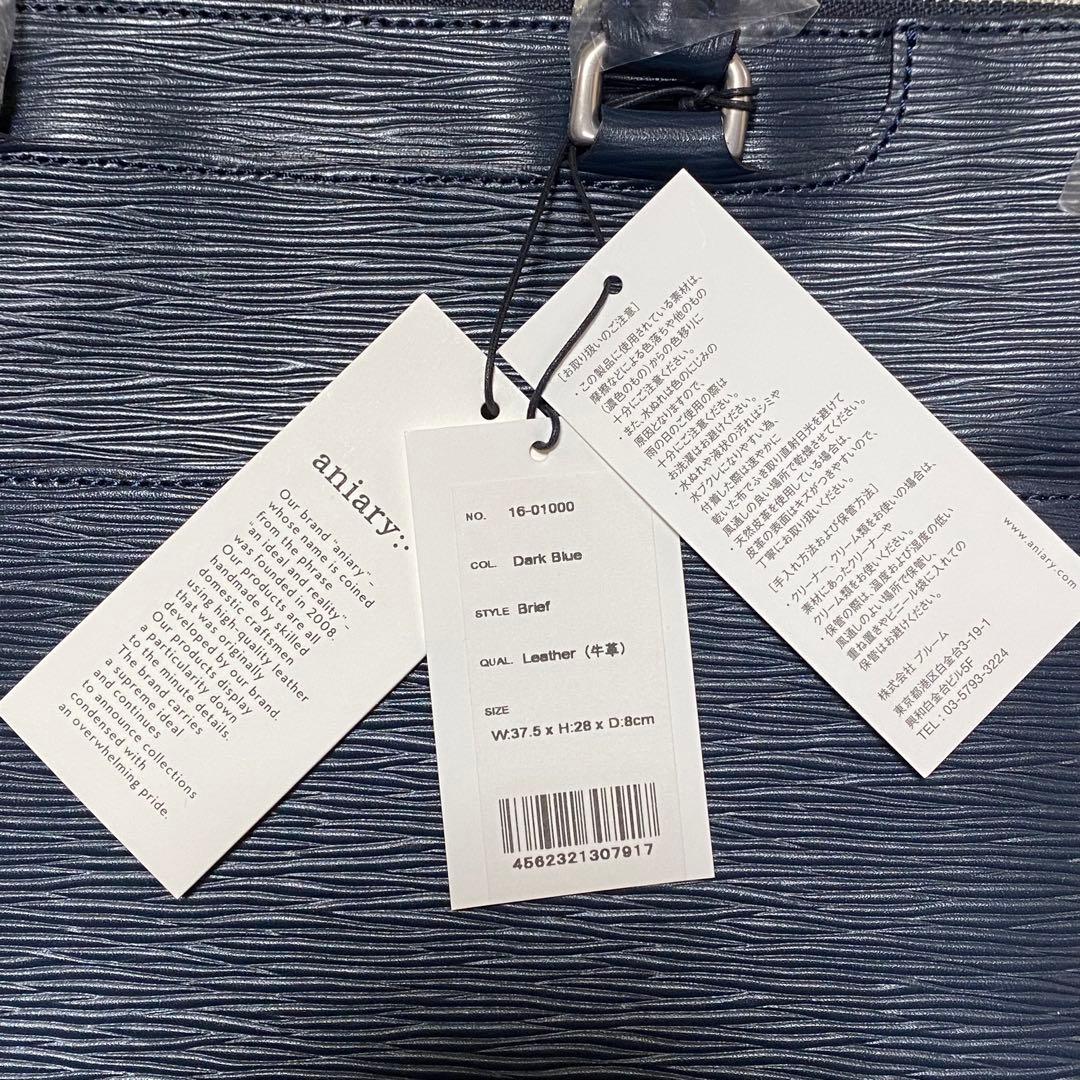 aniary:.
Our brand "aniary"–
whose name is coined
from the phrase
"an ideal and reality"–
was founded in 2008.
Our products are all
handmade by skilled
domestic craftsmen
using high-quality leather
that was originally
developed by our brand.
Our products display
a particularity down
to the minute details.
The brand carries
a supreme ideal
and continues
to announce collections
condensed with
an overwhelming pride.
NO. 16-01000
COL. Dark Blue
STYLE Brief
QUAL. Leather（牛革）
SIZE
W:37.5 x H:28 x D:8cm
4562321307917
[お取り扱いのご注意]
・この製品に使用されている素材は、
摩擦などによる色落ちや他のもの
(濃色のもの)からの色移りに
十分にご注意ください。
・また、水ぬれは色のにじみの
原因となりますので、
雨の日のご使用の際は
十分にご注意ください。
お洗濯はお避けください。
・水ぬれや液状の汚れはシミや
水ブクレになりやすい為、
付着した際は速やかに
乾いた布でふき取り直射日光を避けて
風通しの良い場所で乾燥させてください。
・天然皮革を使用している場合は、
皮革の表面はキズがつきやすいので、
丁寧にお取り扱いください。
[手入れ方法および保管方法]
・クリーナー クリーム類をお使いの場合は、
素材にあったクリーナーや
クリーム類をお使いください。
・保管の際は、温度および湿度の低い
風通しのよい場所で保管し、
重ね置きやビニール袋に入れての
保管はお避けください。
株式会社 ブルーム
東京都港区白金台3-19-1
興和白金台ビル5F
TEL : 03-5793-3224
www.aniary.com